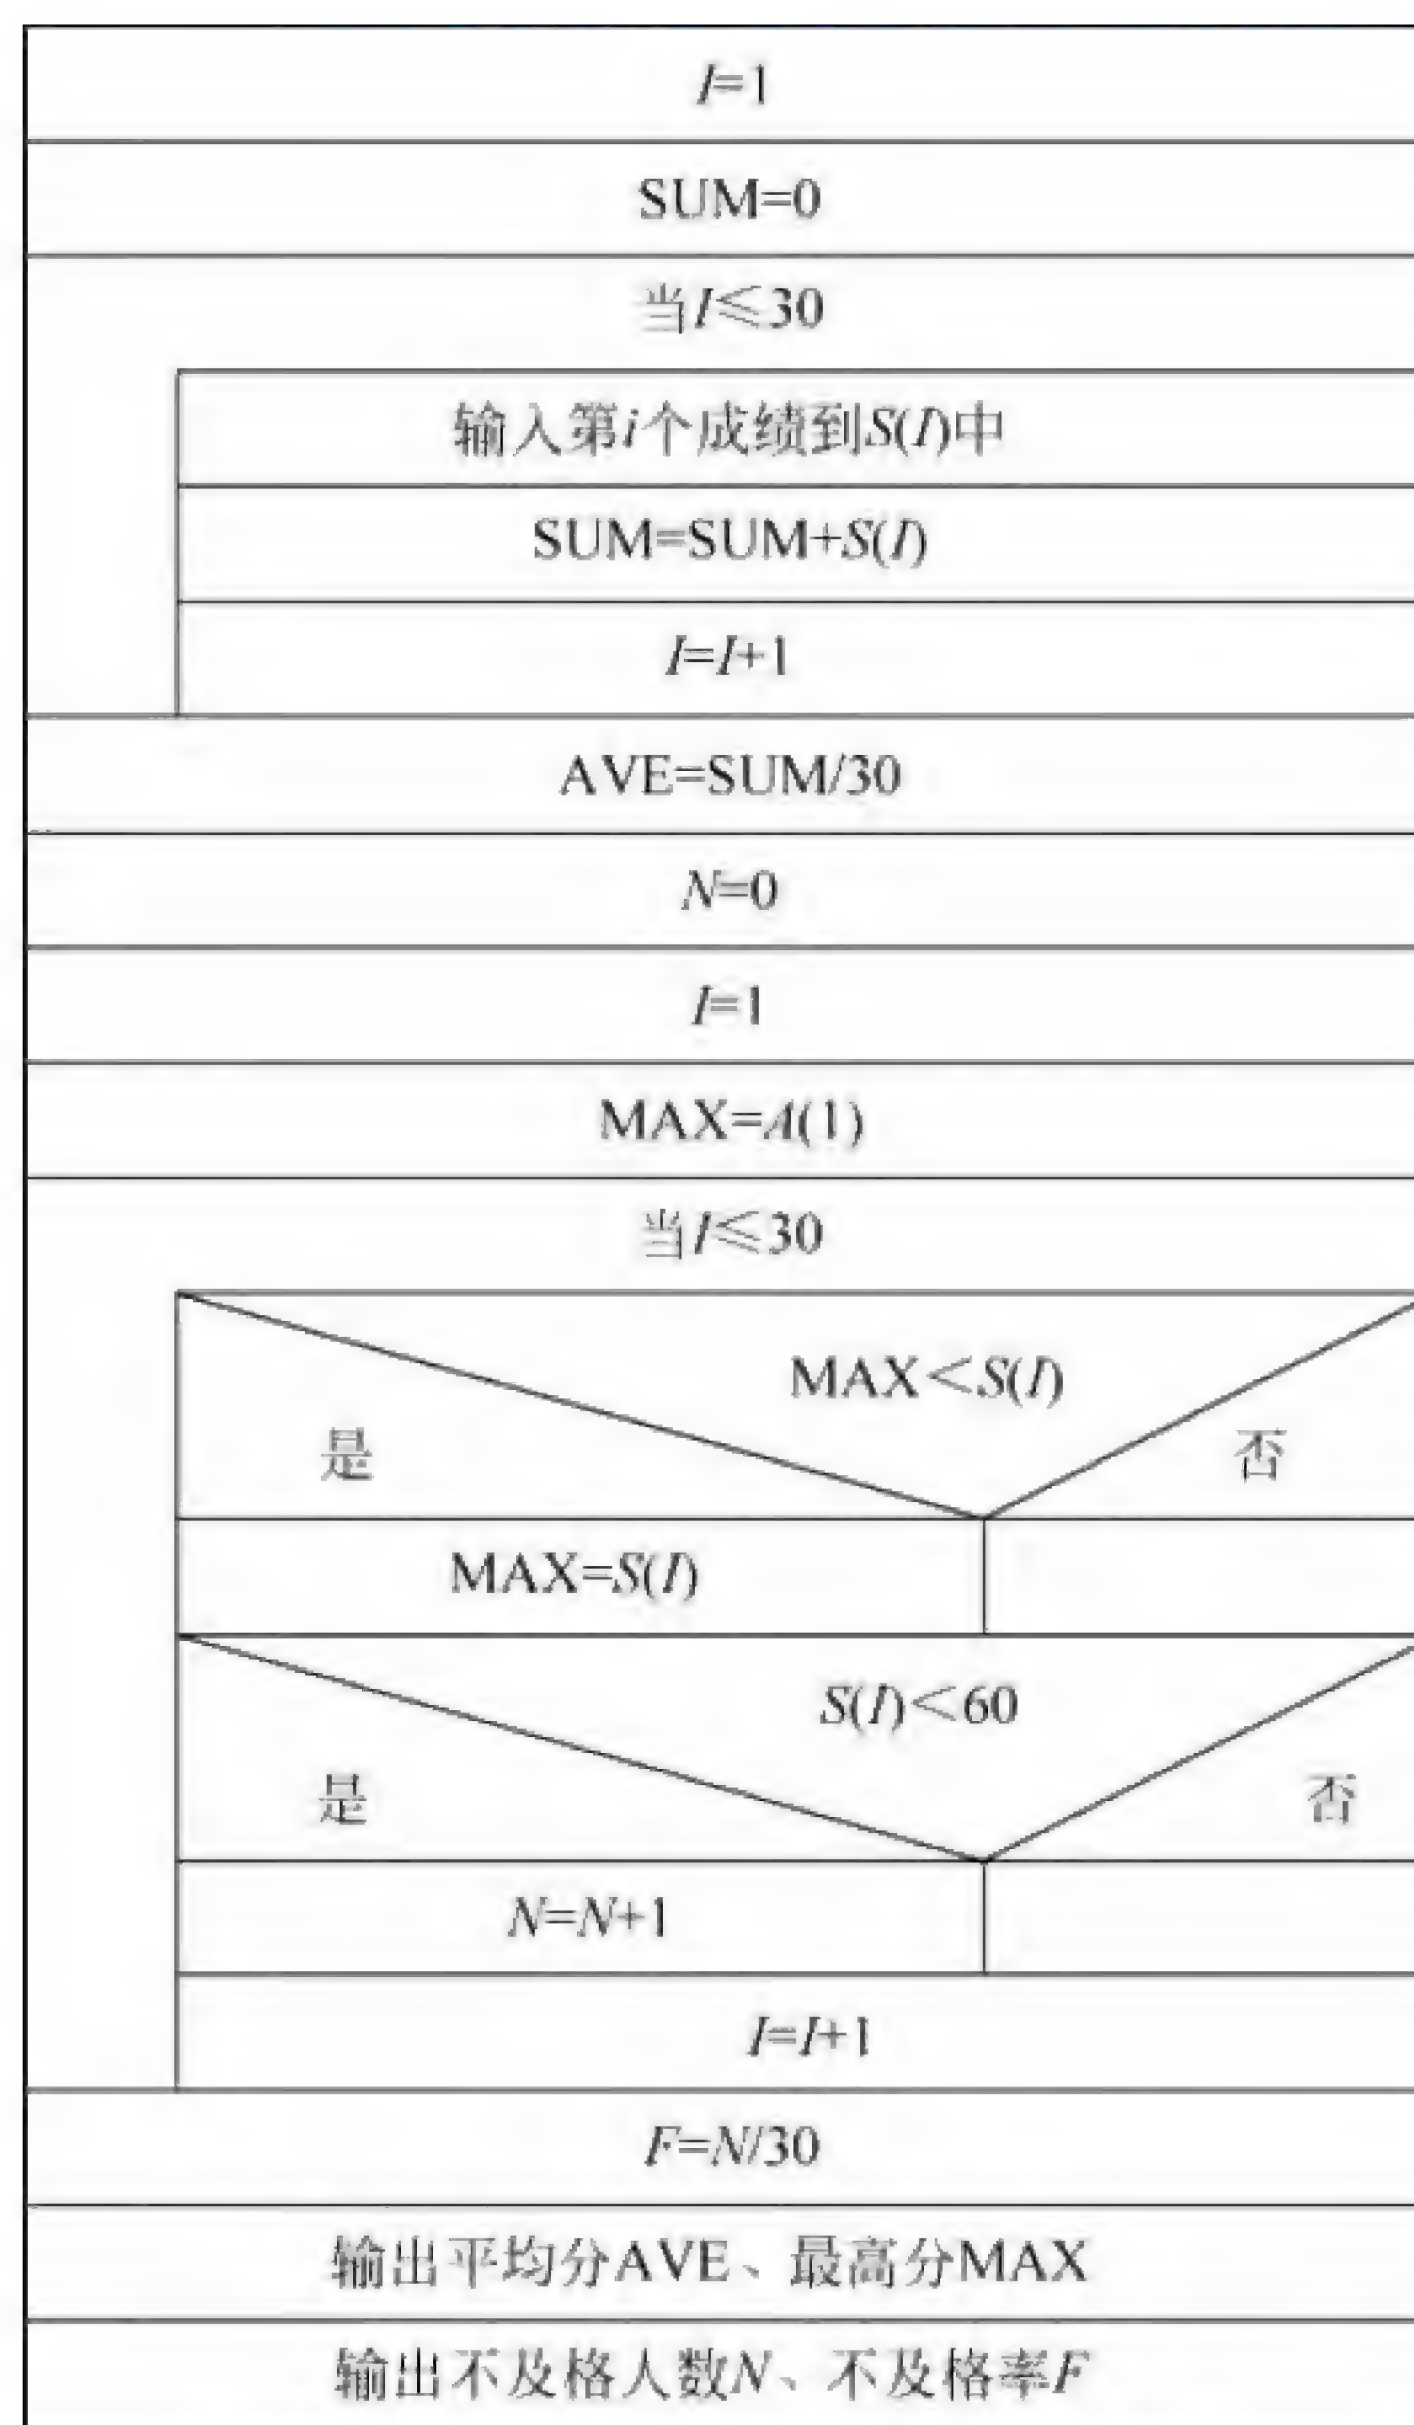 I=1
SUM=0
当I≤30
输入第i个成绩到S(I)中
SUM=SUM+S(I)
I=I+1
AVE=SUM/30
N=0
I=1
MAX=A(1)
当I≤30
MAX<S(I)
是
否
MAX=S(I)
S(I)<60
是
否
N=N+1
I=I+1
F=N/30
输出平均分AVE、最高分MAX
输出不及格人数N、不及格率F